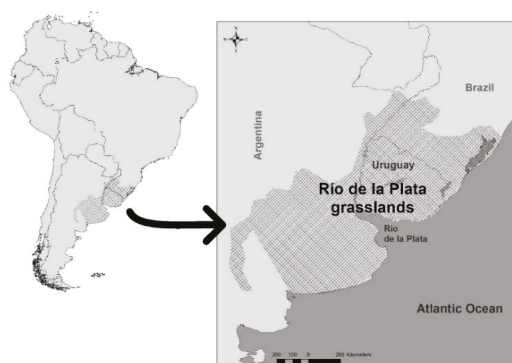 Brazil
Argentina
Uruguay
Río de la Plata
grasslands
Río
de la Plata
Atlantic Ocean
Kilometers